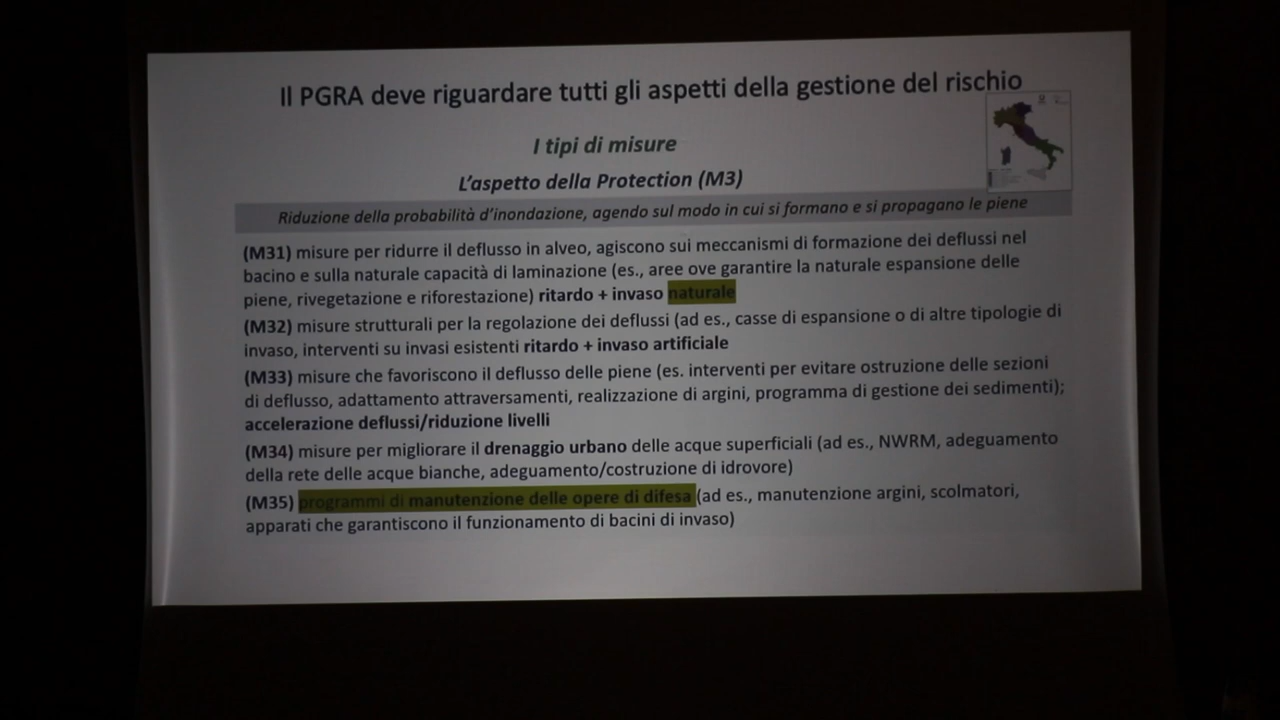 Il PGRA deve riguardare tutti gli aspetti della gestione del rischio
I tipi di misure
L'aspetto della Protection (M3)
Riduzione della probabilità d'inondazione, agendo sul modo in cui si formano e si propagano le piene
(M31) misure per ridurre il deflusso in alveo, agiscono sui meccanismi di formazione dei deflussi nel
bacino e sulla naturale capacità di laminazione (es., aree ove garantire la naturale espansione delle
piene, rivegetazione e riforestazione) ritardo + invaso naturale
(M32) misure strutturali per la regolazione dei deflussi (ad es., casse di espansione o di altre tipologie di
invaso, interventi su invasi esistenti ritardo + invaso artificiale
(M33) misure che favoriscono il deflusso delle piene (es. interventi per evitare ostruzione delle sezioni
di deflusso, adattamento attraversamenti, realizzazione di argini, programma di gestione dei sedimenti);
accelerazione deflussi/riduzione livelli
(M34) misure per migliorare il drenaggio urbano delle acque superficiali (ad es., NWRM, adeguamento
della rete delle acque bianche, adeguamento/costruzione di idrovore)
(M35) programmi di manutenzione delle opere di difesa (ad es., manutenzione argini, scolmatori,
apparati che garantiscono il funzionamento di bacini di invaso)